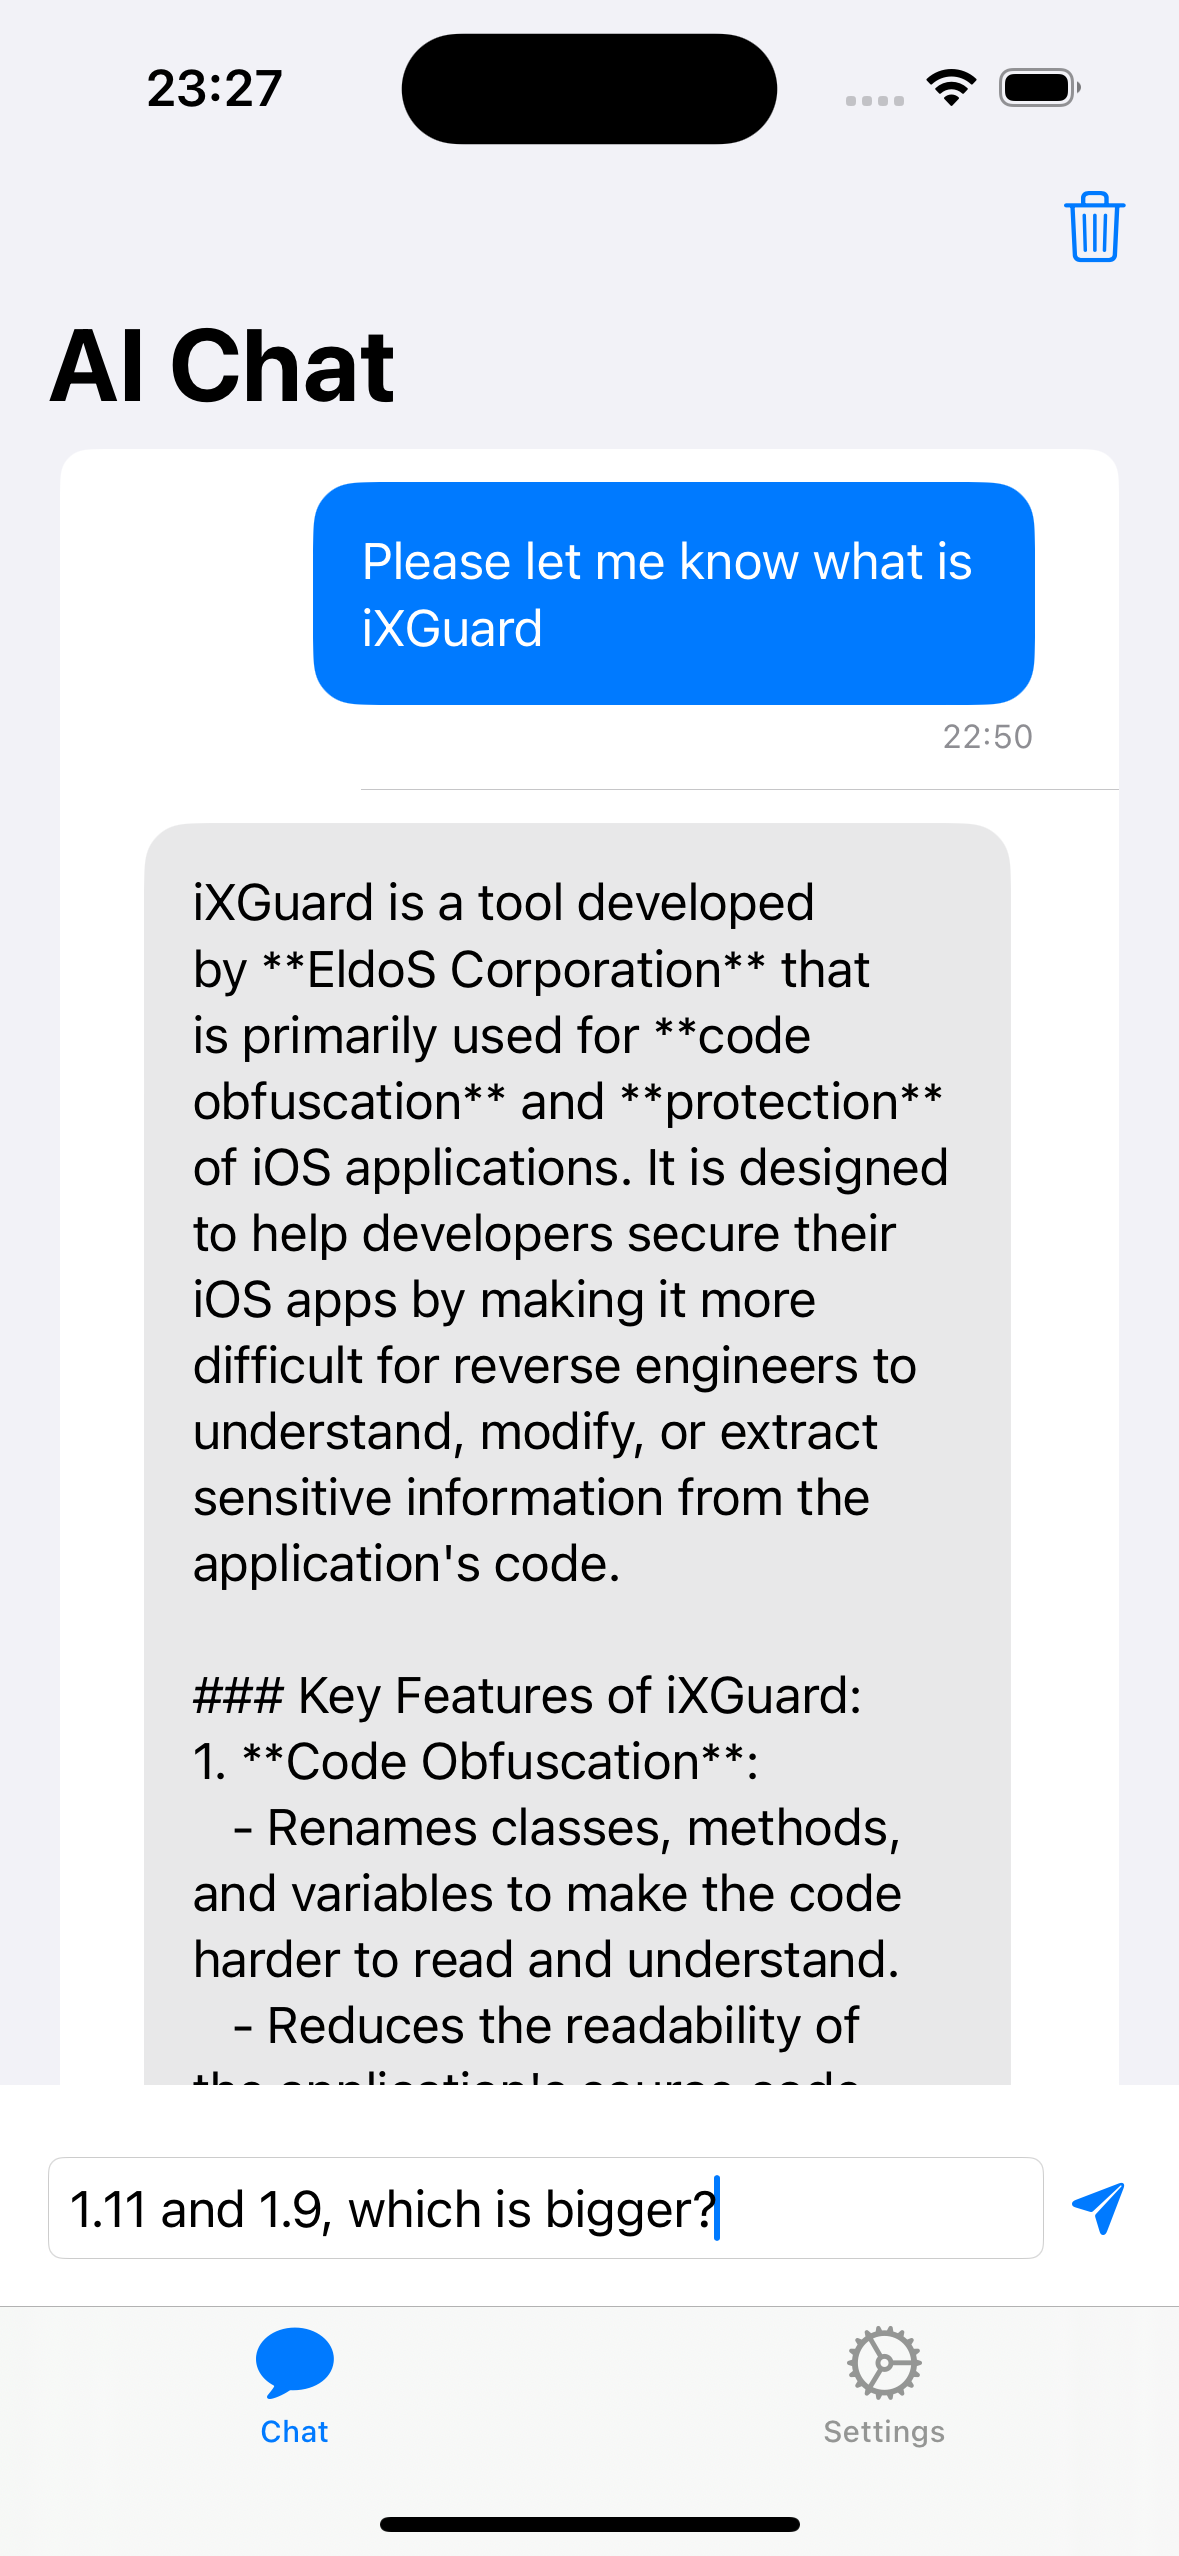 23:27
AI Chat
Please let me know what is
iXGuard
22:50
iXGuard is a tool developed
by **EldoS Corporation** that
is primarily used for **code
obfuscation** and **protection**
of iOS applications. It is designed
to help developers secure their
iOS apps by making it more
difficult for reverse engineers to
understand, modify, or extract
sensitive information from the
application's code.
### Key Features of iXGuard:
1. **Code Obfuscation**:
- Renames classes, methods,
and variables to make the code
harder to read and understand.
- Reduces the readability of
the application's source code
1.11 and 1.9, which is bigger?
Chat
Settings